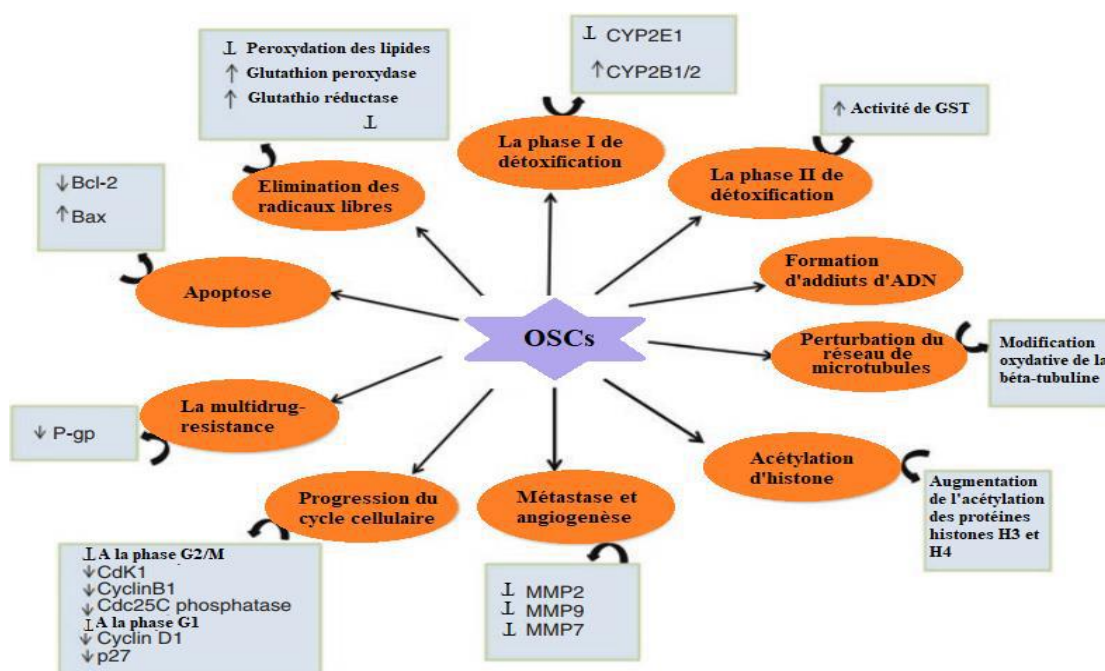 ⊥ Peroxydation des lipides
↑ Glutathion peroxydase
↑ Glutathio réductase
⊥
⊥ CYP2E1
↑ CYP2B1/2
↑ Activité de GST
La phase I de
détoxification
La phase II de
détoxification
Elimination des
radicaux libres
↓ Bcl-2
↑ Bax
Apoptose
Formation
d'addiuts d'ADN
OSCs
Perturbation du
réseau de
microtubules
Modification
oxydative de la
béta-tubuline
La multidrug-
resistance
↓ P-gp
Acétylation
d'histone
Augmentation
de l'acétylation
des protéines
histones H3 et
H4
Progression du
cycle cellulaire
Métastase et
angiogenèse
⊥ A la phase G2/M
↓ CdK1
↓ CyclinB1
↓ Cdc25C phosphatase
⊥ A la phase G1
↓ Cyclin D1
↓ p27
⊥ MMP2
⊥ MMP9
⊥ MMP7